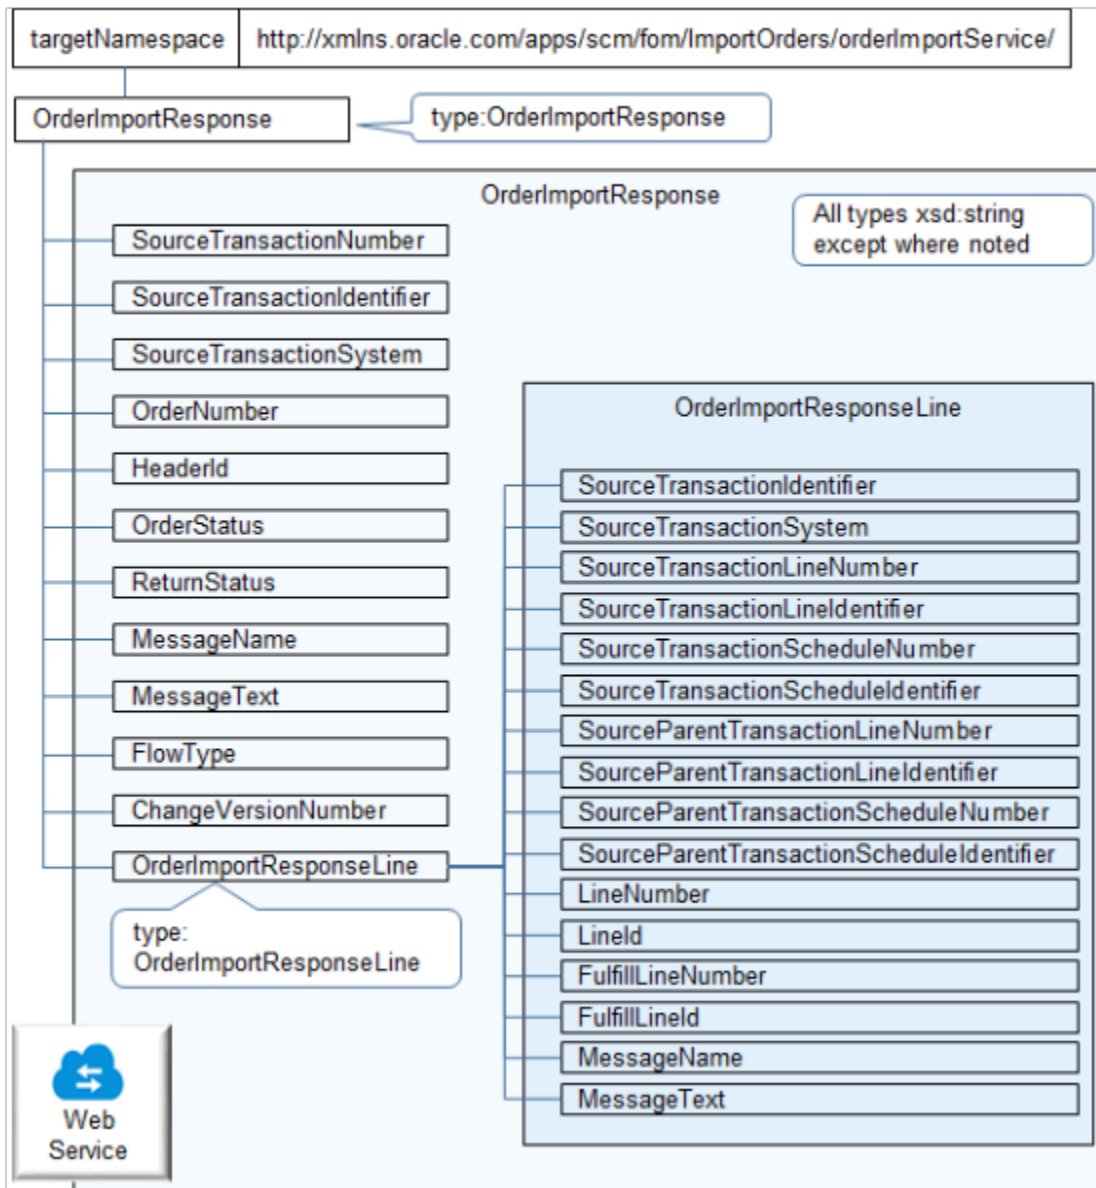 targetNamespace
http://xmlns.oracle.com/apps/scm/fom/ImportOrders/orderImportService/
OrderImportResponse
type:OrderImportResponse
OrderImportResponse
All types xsd:string
except where noted
SourceTransactionNumber
SourceTransactionIdentifier
SourceTransactionSystem
OrderNumber
HeaderId
OrderStatus
ReturnStatus
MessageName
MessageText
FlowType
ChangeVersionNumber
OrderImportResponseLine
type:
OrderImportResponseLine
OrderImportResponseLine
SourceTransactionIdentifier
SourceTransactionSystem
SourceTransactionLineNumber
SourceTransactionLineIdentifier
SourceTransactionScheduleNumber
SourceTransactionScheduleIdentifier
SourceParentTransactionLineNumber
SourceParentTransactionLineIdentifier
SourceParentTransactionScheduleNumber
SourceParentTransactionScheduleIdentifier
LineNumber
LineId
FulfillLineNumber
FulfillLineId
MessageName
MessageText
Web
Service